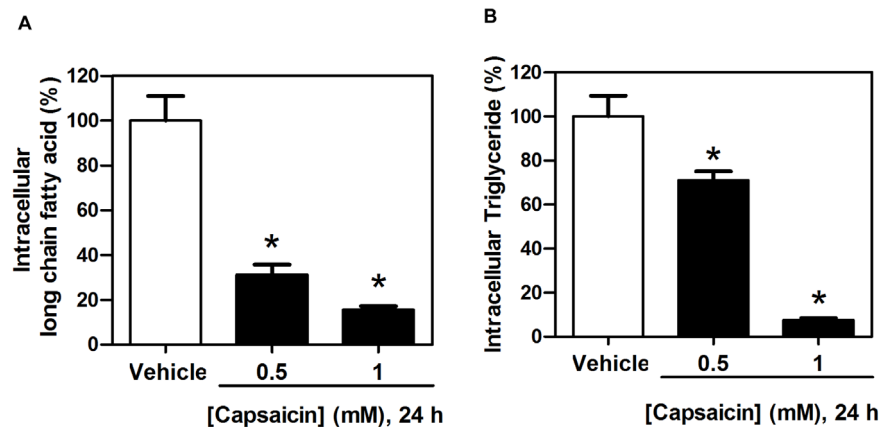 A
Intracellular
long chain fatty acid (%)
120
100
80
60
40
20
0
*
*
Vehicle
0.5
1
[Capsaicin] (mM), 24 h
B
Intracellular Triglyceride (%)
120
100
80
60
40
20
0
*
*
Vehicle
0.5
1
[Capsaicin] (mM), 24 h